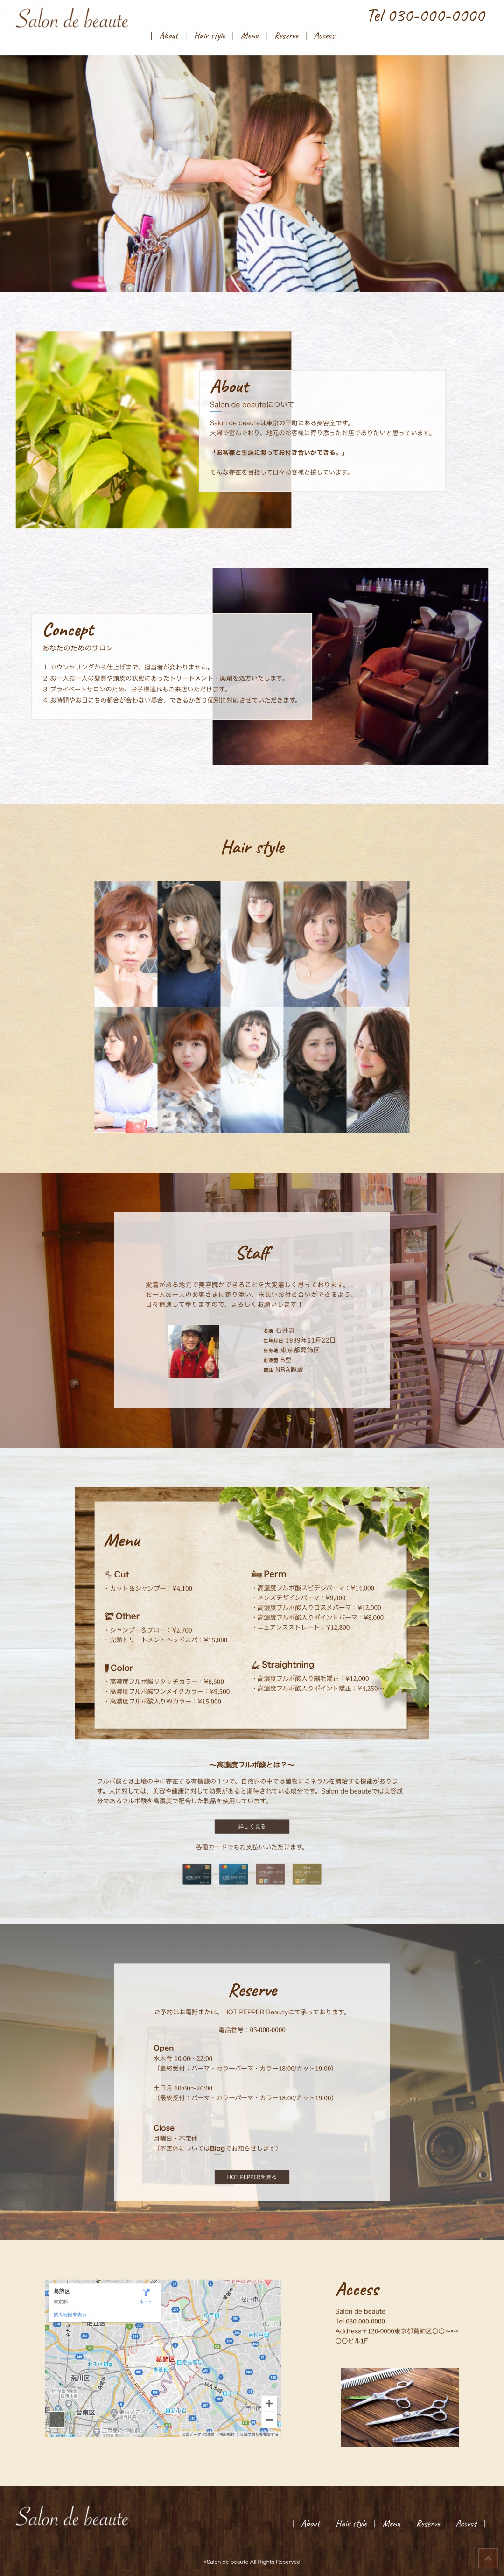 Salon de beaute
Tel 030-000-0000
About
Hair style
Menu
Reserve
Access
About
Salon de beauteについて
Salon de beauteは東京の下町にある美容室です。
夫婦で営んでおり、地元のお客様に寄り添ったお店でありたいと思っています。
「お客様と生涯に渡ってお付き合いができる。」
そんな存在を目指して日々お客様と接しています。
Concept
あなたのためのサロン
1.カウンセリングから仕上げまで、担当者が変わりません。
2.お一人お一人の髪質や頭皮の状態にあったトリートメント・薬剤を処方いたします。
3.プライベートサロンのため、お子様連れもご来店いただけます。
4.お時間やお日にちの都合が合わない場合、できるかぎり個別に対応させていただきます。
Hair style
Staff
愛着がある地元で美容院ができることを大変嬉しく思っております。
お一人お一人のお客さまに寄り添い、末長いお付き合いができるよう、
日々精進して参りますので、よろしくお願いします！
名前 石井真一
生年月日 1989年11月22日
出身地 東京都葛飾区
血液型 B型
趣味 NBA観戦
Menu
Cut
・カット＆シャンプー：¥4,100
Other
・シャンプー＆ブロー：¥2,700
・完熟トリートメントヘッドスパ：¥15,000
Color
・高濃度フルボ酸リタッチカラー：¥8,500
・高濃度フルボ酸ワンメイクカラー：¥9,500
・高濃度フルボ酸入りWカラー：¥15,000
Perm
・高濃度フルボ酸スピデジパーマ：¥14,000
・メンズデザインパーマ：¥9,800
・高濃度フルボ酸入りコスメパーマ：¥12,000
・高濃度フルボ酸入りポイントパーマ：¥8,000
・ニュアンスストレート：¥12,800
Straightning
・高濃度フルボ酸入り縮毛矯正：¥12,000
・高濃度フルボ酸入りポイント矯正：¥4,250〜
〜高濃度フルボ酸とは？〜
フルボ酸とは土壌の中に存在する有機酸の１つで、自然界の中では植物にミネラルを補給する機能がありま
す。人に対しては、美容や健康に対して効果があると期待されている成分です。Salon de beauteでは美容成
分であるフルボ酸を高濃度で配合した製品を使用しています。
詳しく見る
各種カードでもお支払いいただけます。
Reserve
ご予約はお電話または、HOT PEPPER Beautyにて承っております。
電話番号：03-000-0000
Open
水木金 10:00〜22:00
（最終受付：パーマ・カラーパーマ・カラー18:00/カット19:00）
土日月 10:00〜20:00
（最終受付：パーマ・カラーパーマ・カラー18:00/カット19:00）
Close
月曜日・不定休
（不定休についてはBlogでお知らせします）
HOT PEPPERを見る
葛飾区
東京都
ルート
拡大地図を表示
松戸市
足立区
荒川区
葛飾区
台東区
市川
地図データ ©2020
利用規約
地図の誤りを報告する
Access
Salon de beaute
Tel 030-000-0000
Address〒120-0000東京都葛飾区〇〇×-×-×
〇〇ビル1F
Salon de beaute
About
Hair style
Menu
Reserve
Access
©Salon de beaute All Rights Reserved